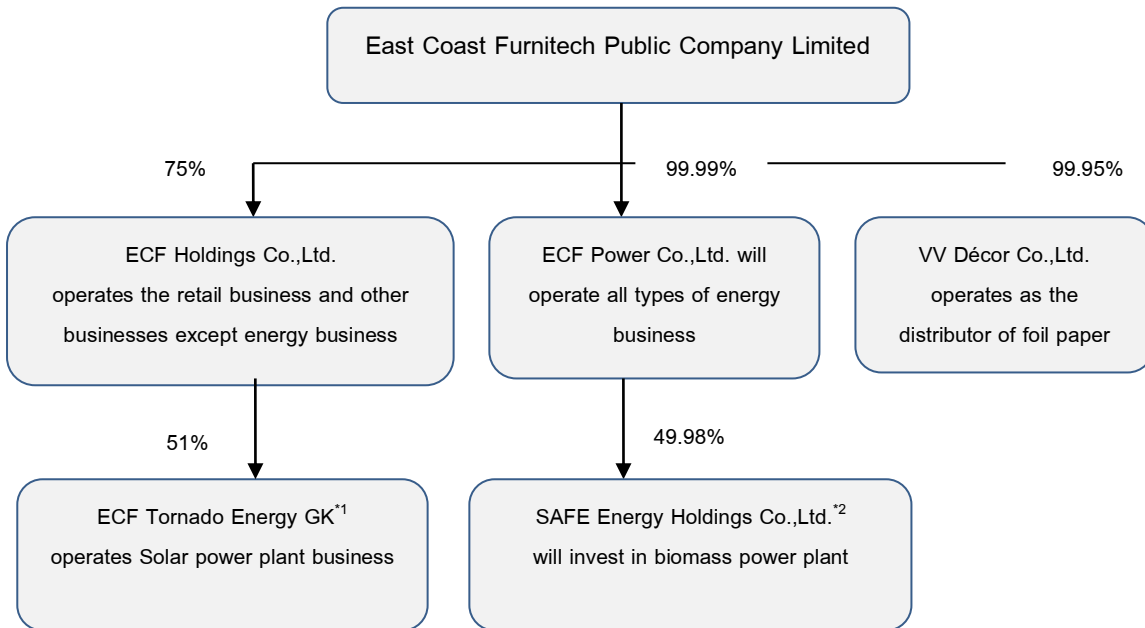 East Coast Furnitech Public Company Limited
75%
99.99%
99.95%
ECF Holdings Co.,Ltd.
operates the retail business and other
businesses except energy business
ECF Power Co.,Ltd. will
operate all types of energy
business
VV Décor Co.,Ltd.
operates as the
distributor of foil paper
51%
49.98%
ECF Tornado Energy GK*1
operates Solar power plant business
SAFE Energy Holdings Co.,Ltd.*2
will invest in biomass power plant